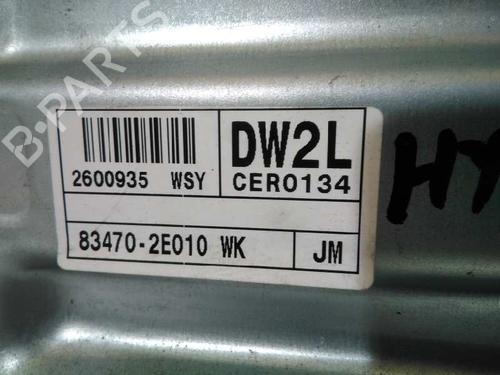 B-PARTS
2600935 WSY
DW2L
CER0134
83470-2E010 WK
JM
HY